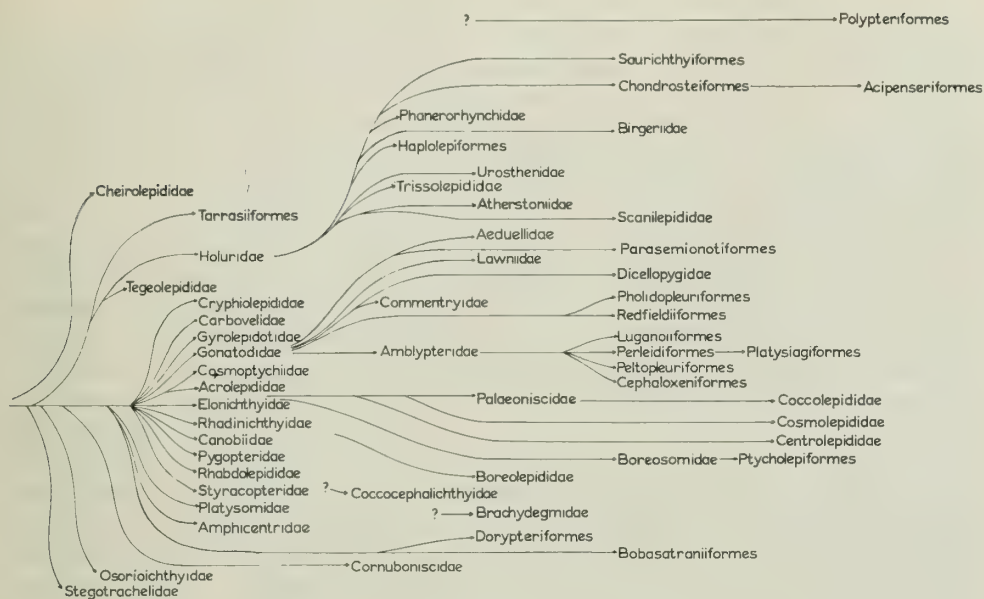 ? Polypteriformes
Saurichthyiformes
Chondrosteiformes Acipenseriformes
Phanerorhynchidae
Birgeriidae
Haplolepiformes
Urosthenidae
Trissolepididae
Cheirolepididae
Atherstoniidae
Tarrasiiformes
Scanilepididae
Aeduellidae
Parasemionotiformes
Holuridae
Lawniidae
Dicellopygidae
Tegeolepididae
Pholidopleuriformes
Cryphiolepididae
Commentryidae
Redfieldiiformes
Carbovelidae
Gyrolepidotidae
Luganoiiformes
Gonatodidae Amblypteridae Perleidiformes Platysiagiformes
Cosmoptychiidae
Peltopleuriformes
Acrolepididae
Cephaloxeniformes
Elonichthyidae
Palaeoniscidae Coccolepididae
Rhadinichthyidae
Cosmolepididae
Canobiidae
Centrolepididae
Pygopteridae
Boreosomidae Ptycholepiformes
Rhabdolepididae
Boreolepididae
Styracopteridae
? Coccocephalichthyidae
Platysomidae
? Brachydegmidae
Amphicentridae
Dorypteriformes
Bobasatraniiformes
Cornuboniscidae
Osorioichthyidae
Stegotrachelidae